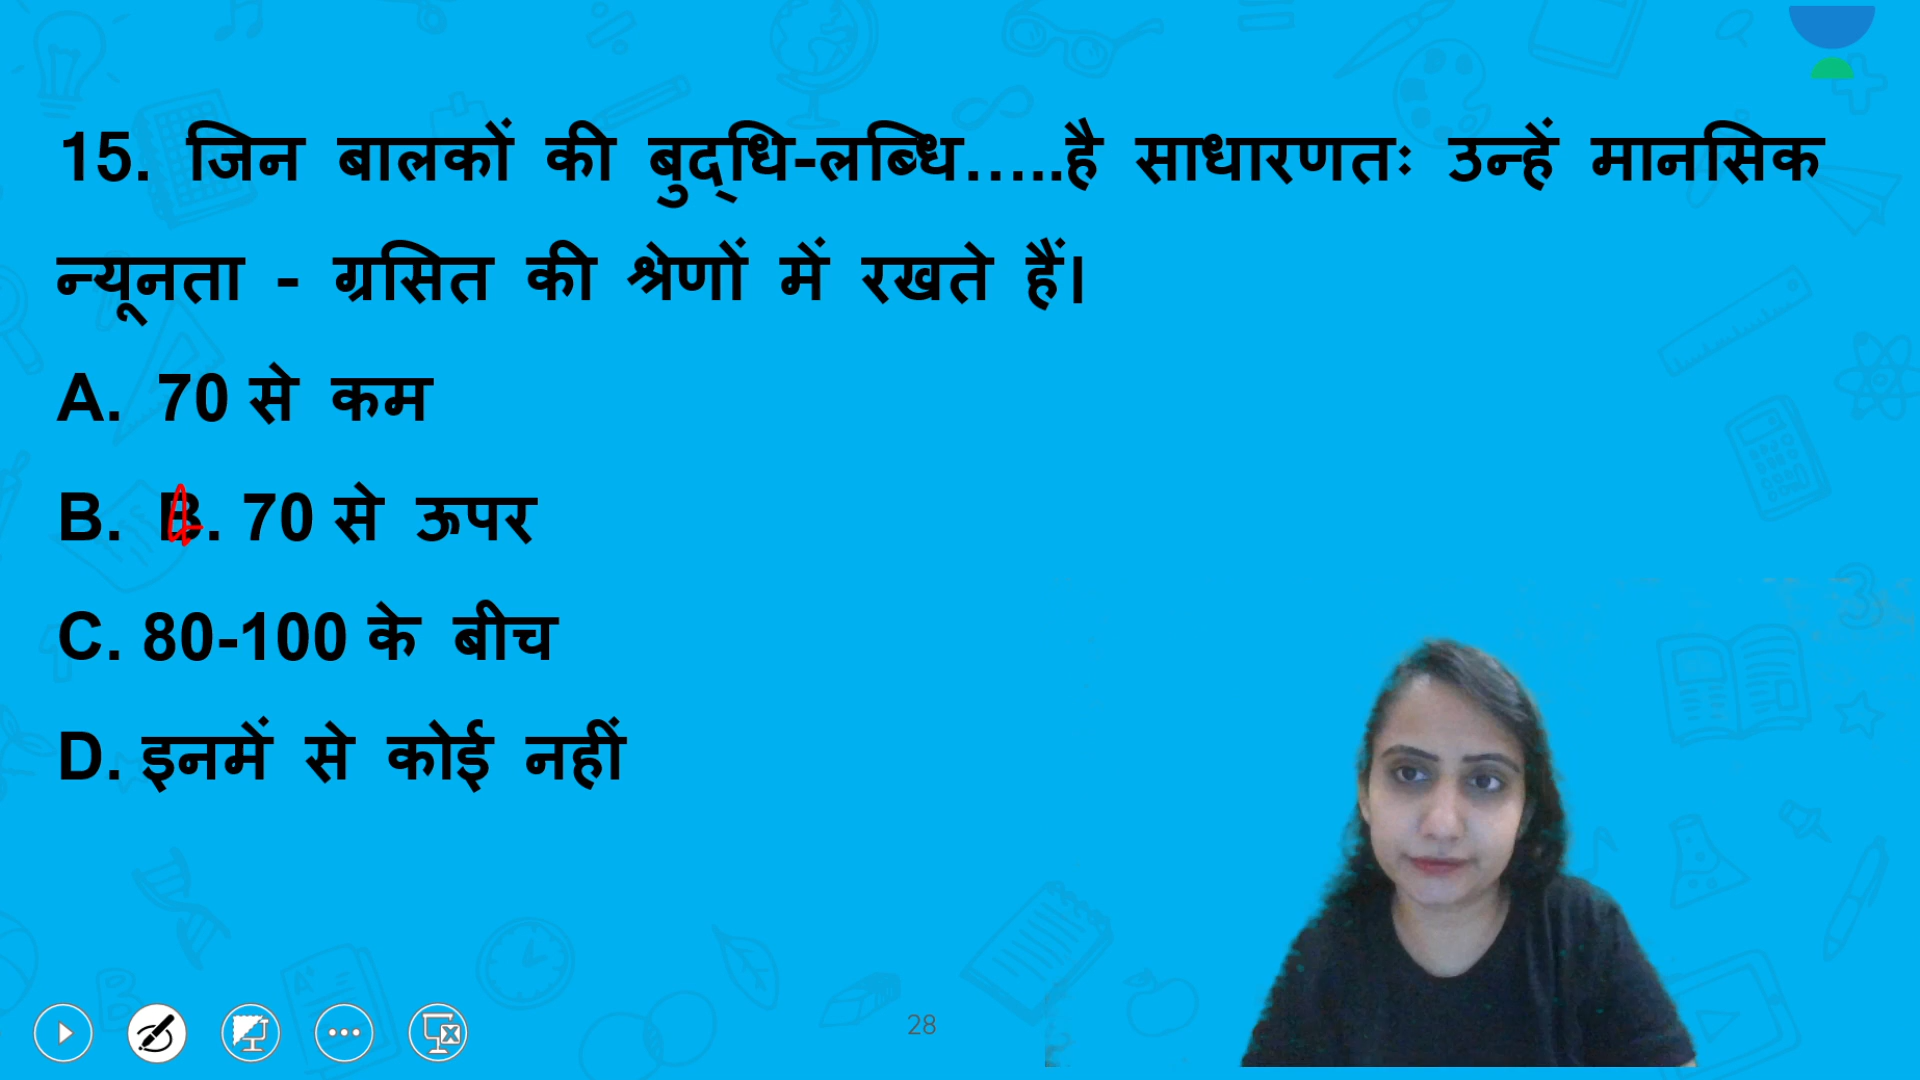 15. जिन बालकों की बुद्धि-लब्धि…..है साधारणतः उन्हें मानसिक
न्यूनता - ग्रसित की श्रेणों में रखते हैं।
A. 70 से कम
B. B. 70 से ऊपर
C. 80-100 के बीच
D. इनमें से कोई नहीं
28